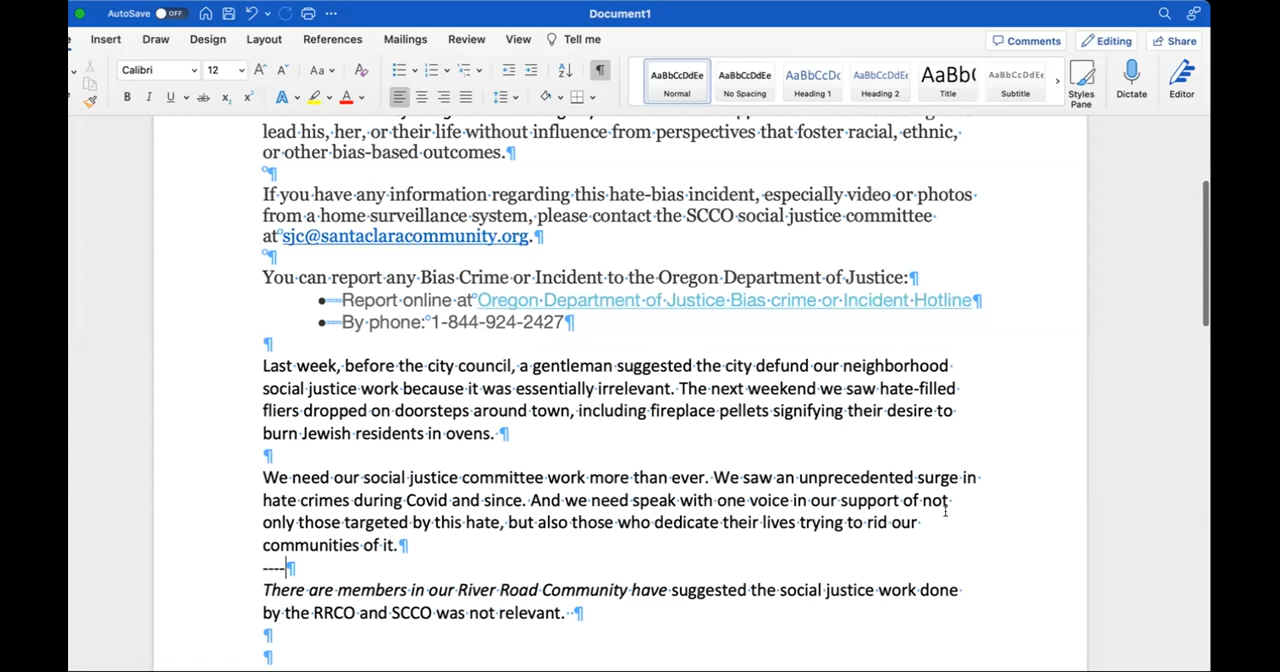 AutoSave OFF Document1
Insert Draw Design Layout References Mailings Review View Tell me Comments Editing Share
Calibri 12 Aa AaBbCcDdEe AaBbCcDdEe AaBbCcDc AaBbCcDdEe AaBb( AaBbCcDdEe
Normal No Spacing Heading 1 Heading 2 Title Subtitle Styles Pane Dictate Editor
lead his, her, or their life without influence from perspectives that foster racial, ethnic,
or other bias-based outcomes.¶
¶
If you have any information regarding this hate-bias incident, especially video or photos
from a home surveillance system, please contact the SCCO social justice committee
at sjc@santaclaracommunity.org.¶
¶
You can report any Bias Crime or Incident to the Oregon Department of Justice:¶
• Report online at Oregon Department of Justice Bias crime or Incident Hotline¶
• By phone: 1-844-924-2427¶
¶
Last week, before the city council, a gentleman suggested the city defund our neighborhood
social justice work because it was essentially irrelevant. The next weekend we saw hate-filled
fliers dropped on doorsteps around town, including fireplace pellets signifying their desire to
burn Jewish residents in ovens. ¶
¶
We need our social justice committee work more than ever. We saw an unprecedented surge in
hate crimes during Covid and since. And we need speak with one voice in our support of not
only those targeted by this hate, but also those who dedicate their lives trying to rid our
communities of it.¶
----¶
There are members in our River Road Community have suggested the social justice work done
by the RRCO and SCCO was not relevant. ¶
¶
¶